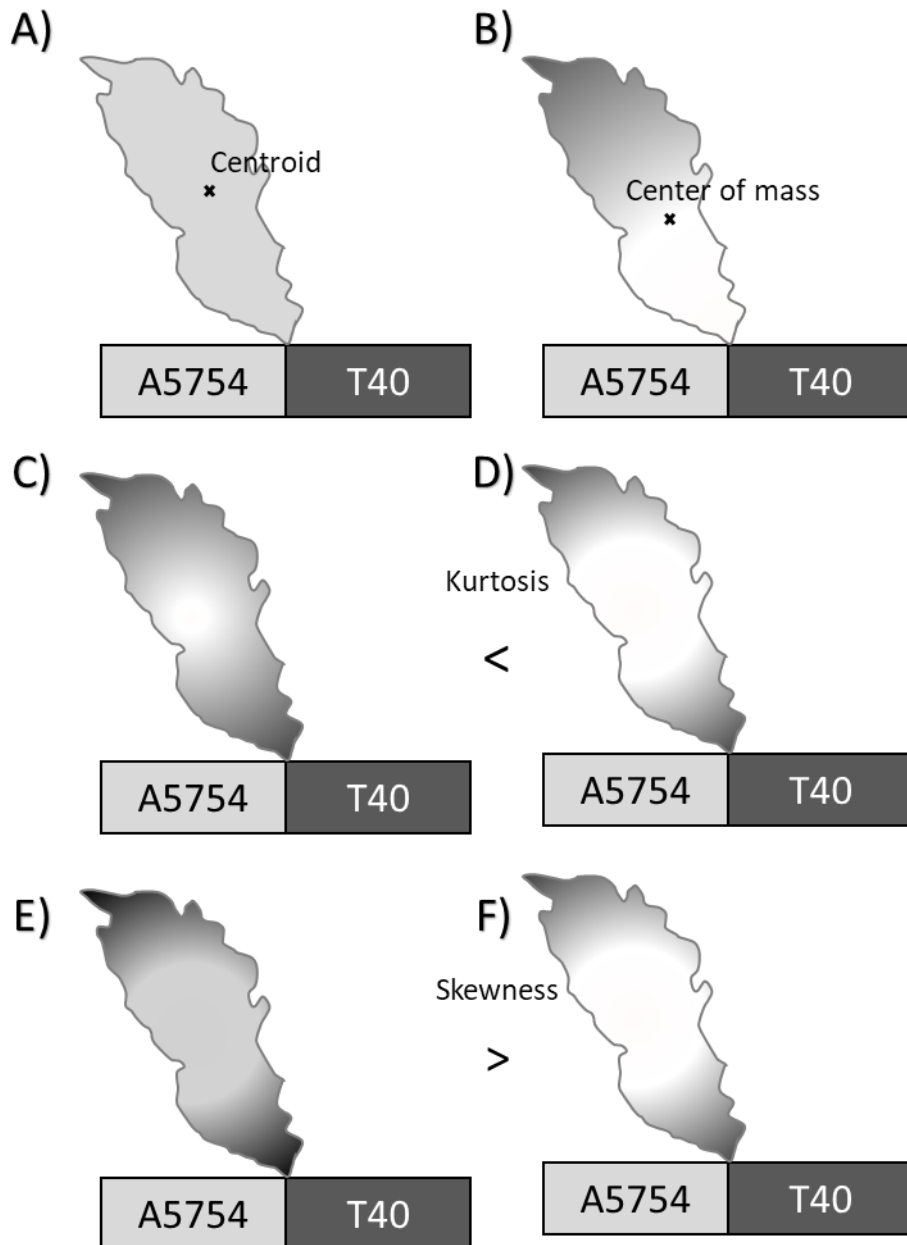 A)
B)
Centroid
Center of mass
A5754 T40
A5754 T40
C)
D)
Kurtosis
<
A5754 T40
A5754 T40
E)
F)
Skewness
>
A5754 T40
A5754 T40